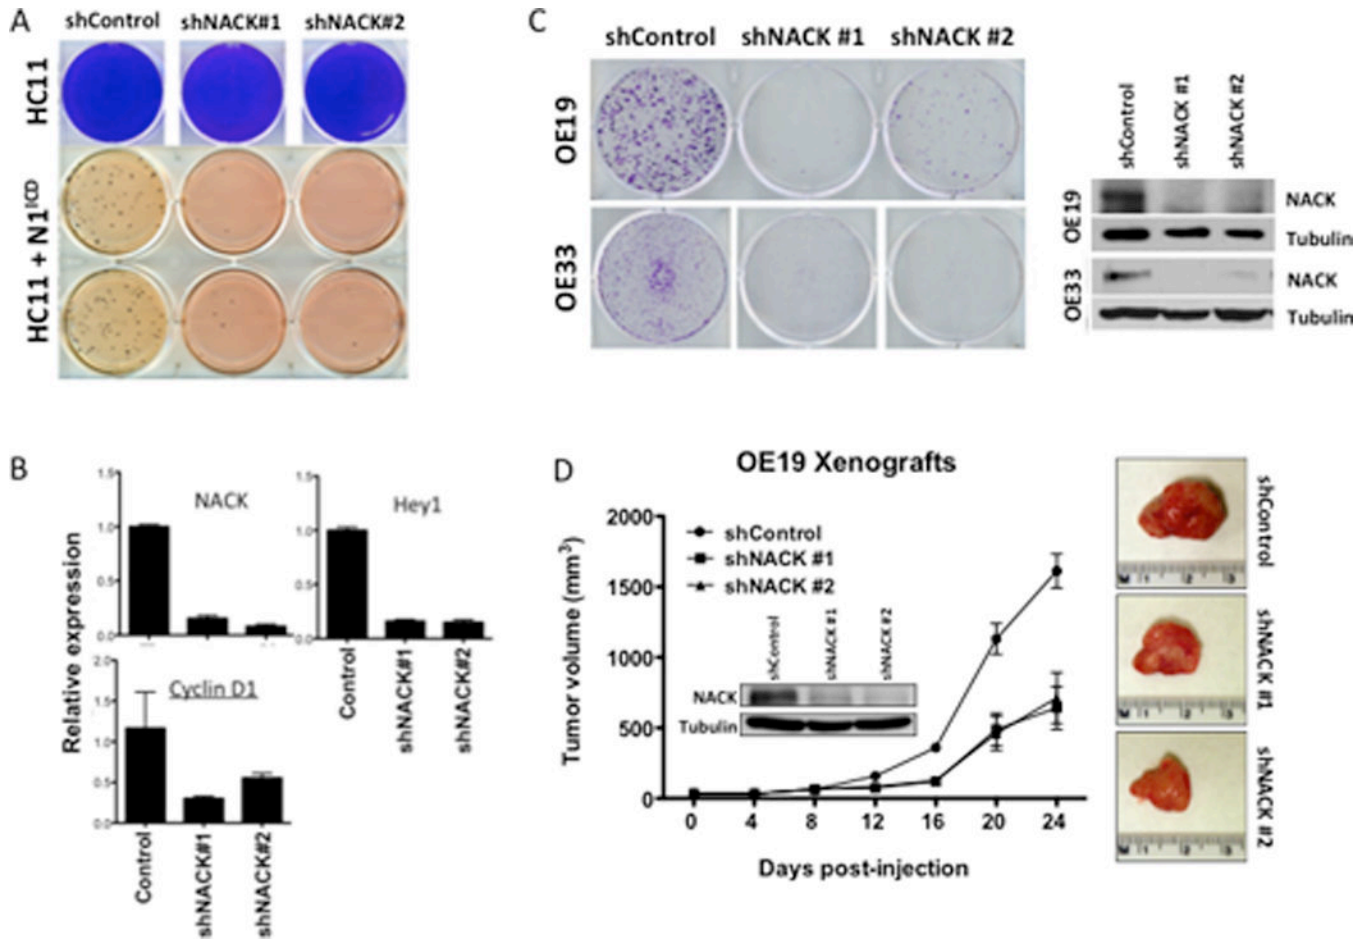 A
shControl shNACK#1 shNACK#2
HC11
HC11 + N1ICD
B
Relative expression
1.5
1.0
0.5
0.0
NACK
1.5
1.0
0.5
0.0
Hey1
Control
shNACK#1
shNACK#2
2.0
1.5
1.0
0.5
0.0
Cyclin D1
Control
shNACK#1
shNACK#2
C
shControl shNACK #1 shNACK #2
OE19
OE33
shControl
shNACK #1
shNACK #2
OE19
NACK
Tubulin
OE33
NACK
Tubulin
D
OE19 Xenografts
Tumor volume (mm3)
2000
1500
1000
500
0
shControl
shNACK #1
shNACK #2
shControl
shNACK #1
shNACK #2
NACK
Tubulin
0 4 8 12 16 20 24
Days post-injection
shControl
shNACK #1
shNACK #2